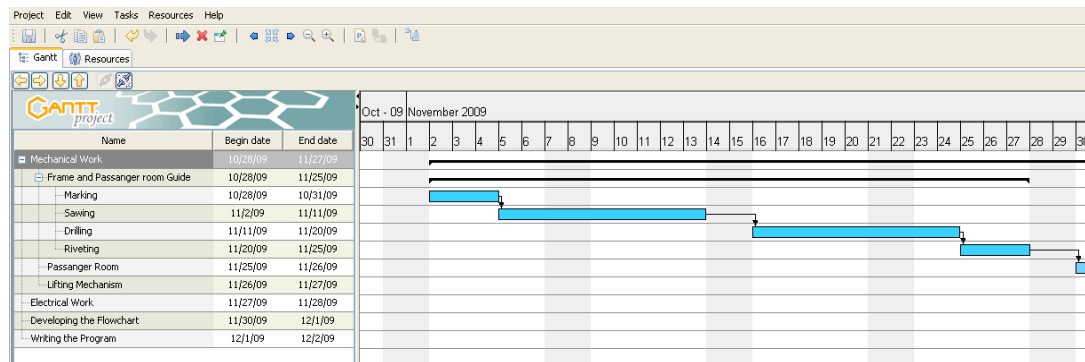 Project Edit View Tasks Resources Help
Gantt Resources
GANTT project
Oct - 09 November 2009
Name Begin date End date 30 31 1 2 3 4 5 6 7 8 9 10 11 12 13 14 15 16 17 18 19 20 21 22 23 24 25 26 27 28 29
Mechanical Work 10/28/09 11/27/09
Frame and Passanger room Guide 10/28/09 11/25/09
Marking 10/28/09 10/31/09
Sawing 11/2/09 11/11/09
Drilling 11/11/09 11/20/09
Riveting 11/20/09 11/25/09
Passanger Room 11/25/09 11/26/09
Lifting Mechanism 11/26/09 11/27/09
Electrical Work 11/27/09 11/28/09
Developing the Flowchart 11/30/09 12/1/09
Writing the Program 12/1/09 12/2/09